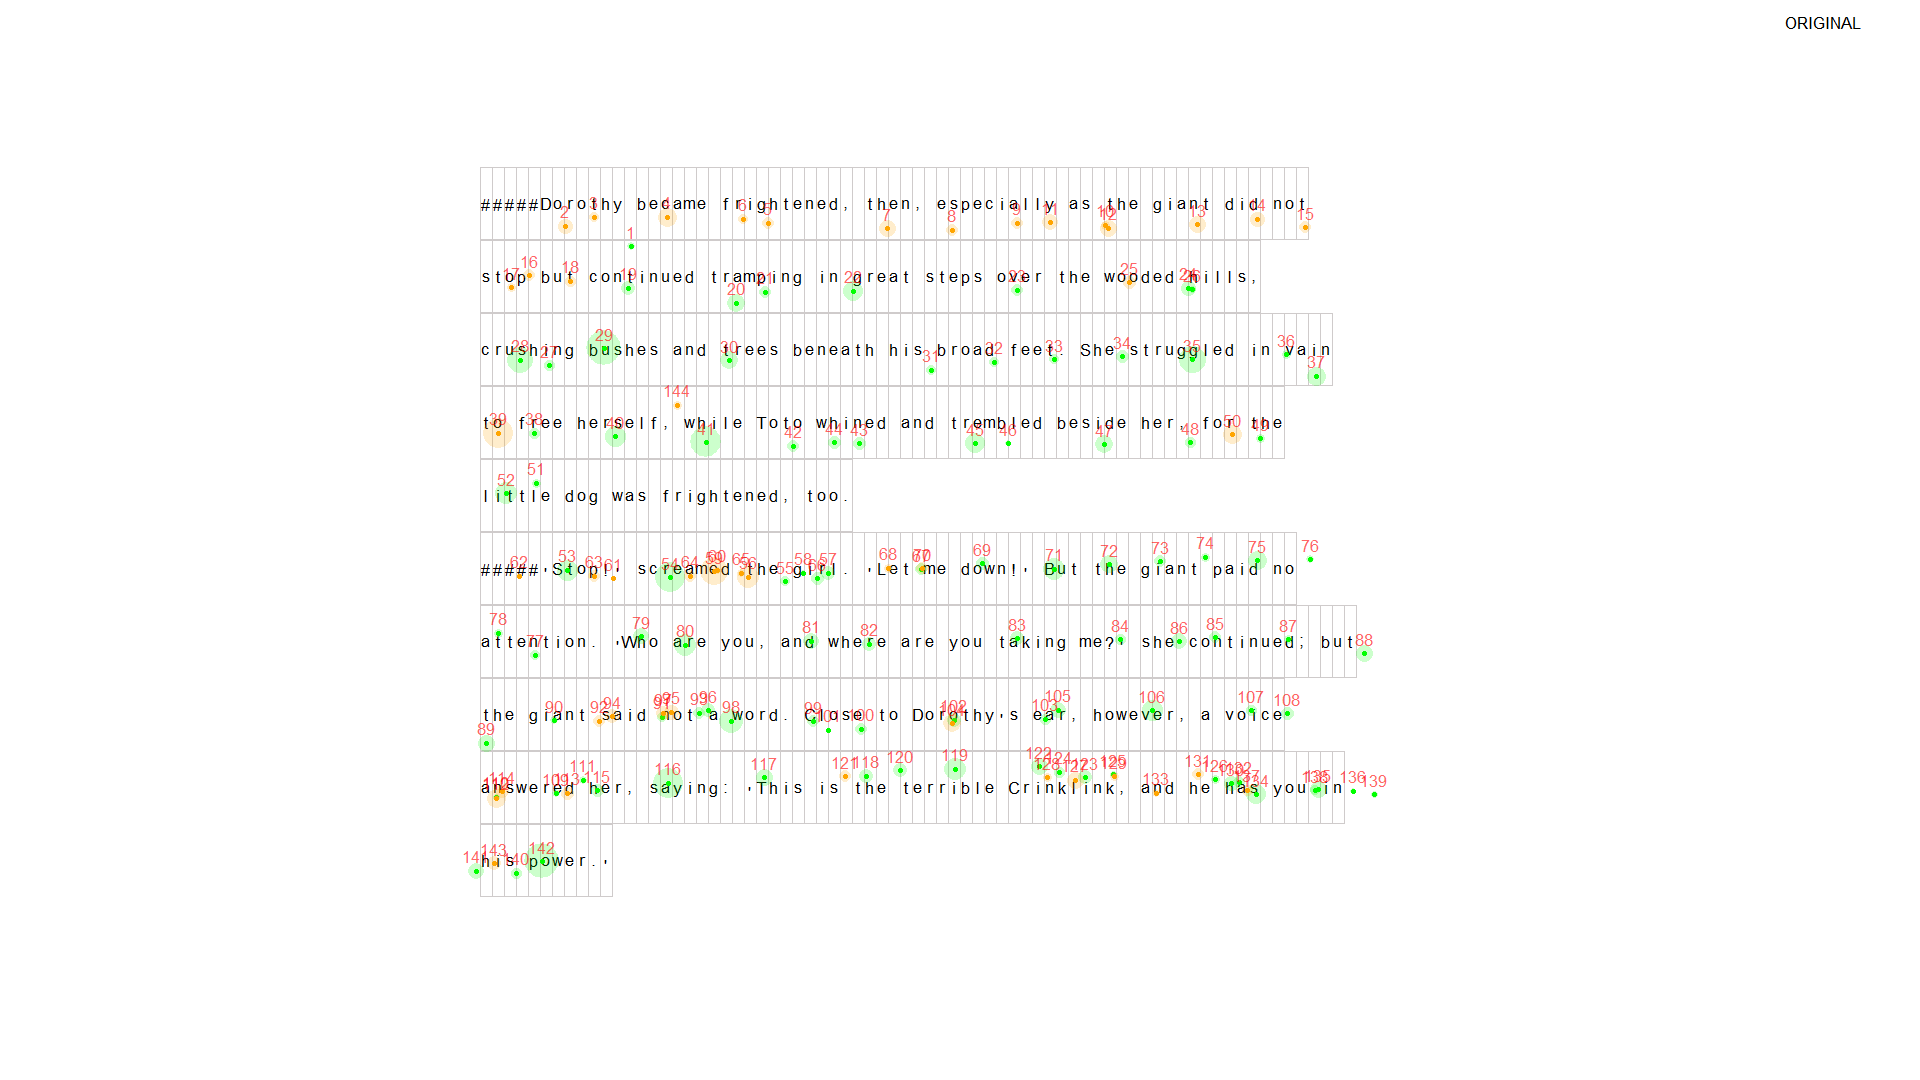 ORIGINAL
#####Dorothy became frightened, then, especially as the giant did not
stop but continued tramping in great steps over the wooded hills,
crushing bushes and trees beneath his broad feet. She struggled in vain
to free herself, while Toto whined and trembled beside her, for the
little dog was frightened, too.
#####'Stop!' screamed the girl. 'Let me down!' But the giant paid no
attention. 'Who are you, and where are you taking me?' she continued; but
the giant said not a word. Close to Dorothy's ear, however, a voice
answered her, saying: 'This is the terrible Crinklink, and he has you in
his power.'